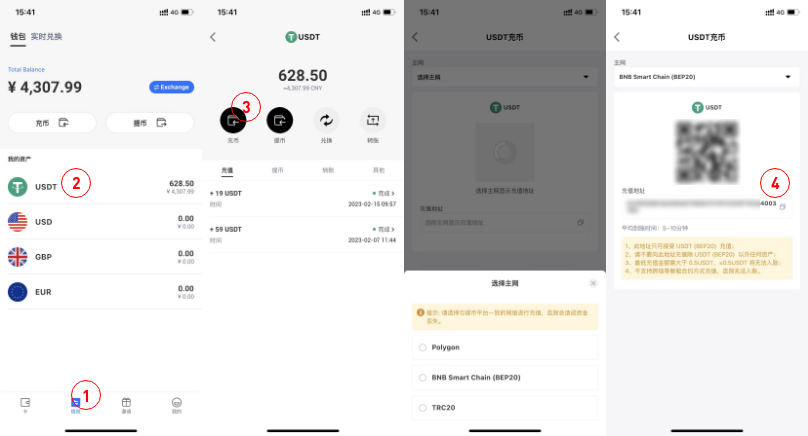 15:41
4G
钱包 实时兑换
Total Balance
¥ 4,307.99
Exchange
充币
提币
我的资产
USDT
628.50
¥ 4,307.99
2
USD
0.00
¥ 0.00
GBP
0.00
¥ 0.00
EUR
0.00
¥ 0.00
1
卡
钱包
邀请
我的
15:41
4G
USDT
628.50
≈4,307.99 CNY
3
充币
提币
兑换
转账
充值
提币
转账
其他
+ 19 USDT
完成
时间
2023-02-15 09:57
+ 59 USDT
完成
时间
2023-02-07 11:44
15:41
4G
USDT充币
主网
选择主网
USDT
选择主网显示充值地址
充值地址
选择主网显示充值地址
选择主网
提示: 请选择与提币平台一致的网络进行充值，否则会造成资金丢失。
Polygon
BNB Smart Chain (BEP20)
TRC20
15:41
4G
USDT充币
主网
BNB Smart Chain (BEP20)
USDT
4
充值地址
4003
平均到账时间：5-10分钟
1、此地址只可接受 USDT (BEP20) 充值；
2、请不要向此地址充值除 USDT (BEP20) 以外任何资产；
3、最低充值金额需大于 0.5USDT，≤0.5USDT 将无法入账；
4、不支持跨链等智能合约方式充值，否则无法入账。